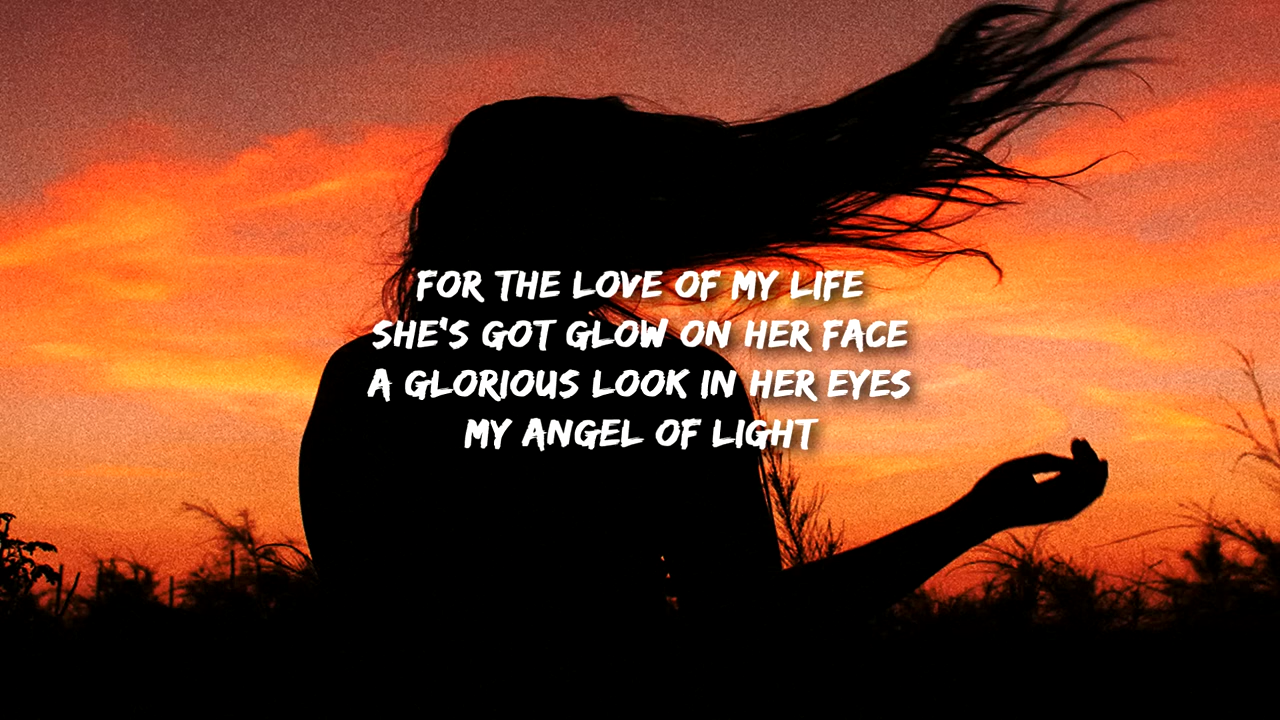 FOR THE LOVE OF MY LIFE
SHE'S GOT GLOW ON HER FACE
A GLORIOUS LOOK IN HER EYES
MY ANGEL OF LIGHT